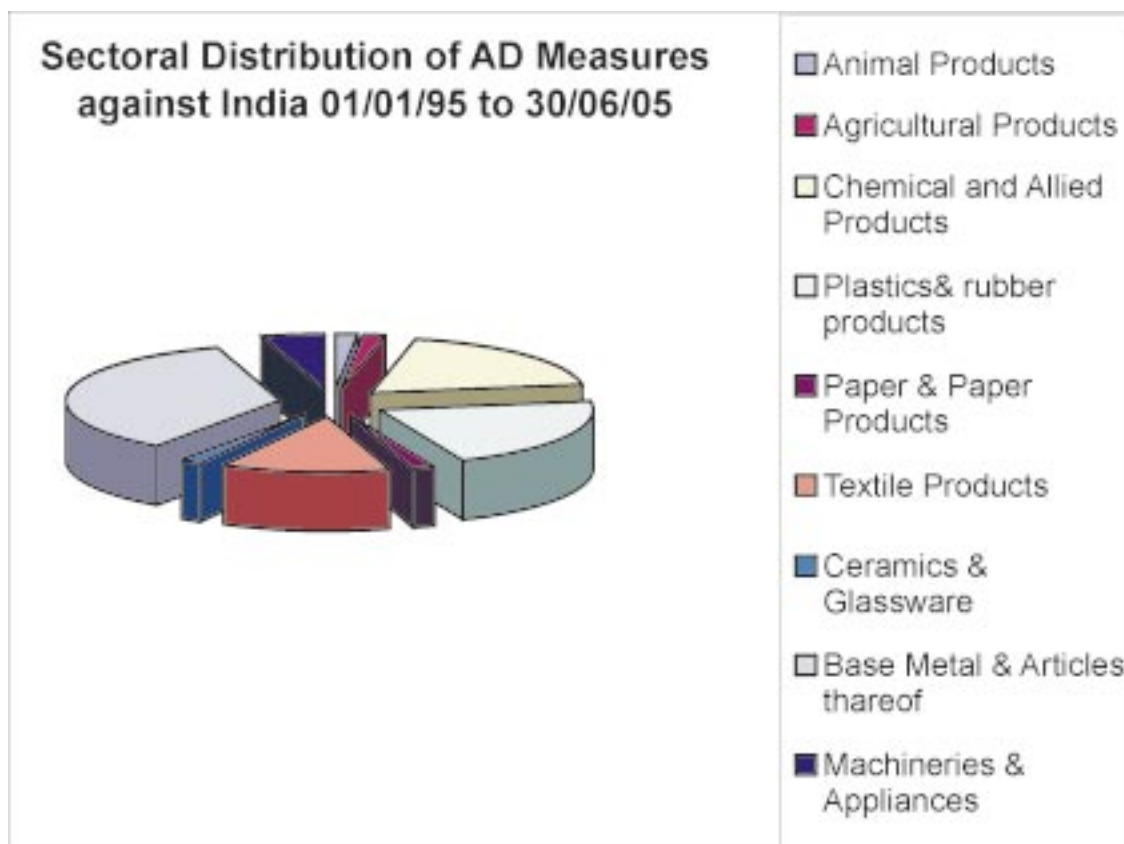 Sectoral Distribution of AD Measures
against India 01/01/95 to 30/06/05
Animal Products
Agricultural Products
Chemical and Allied
Products
Plastics& rubber
products
Paper & Paper
Products
Textile Products
Ceramics &
Glassware
Base Metal & Articles
thareof
Machineries &
Appliances